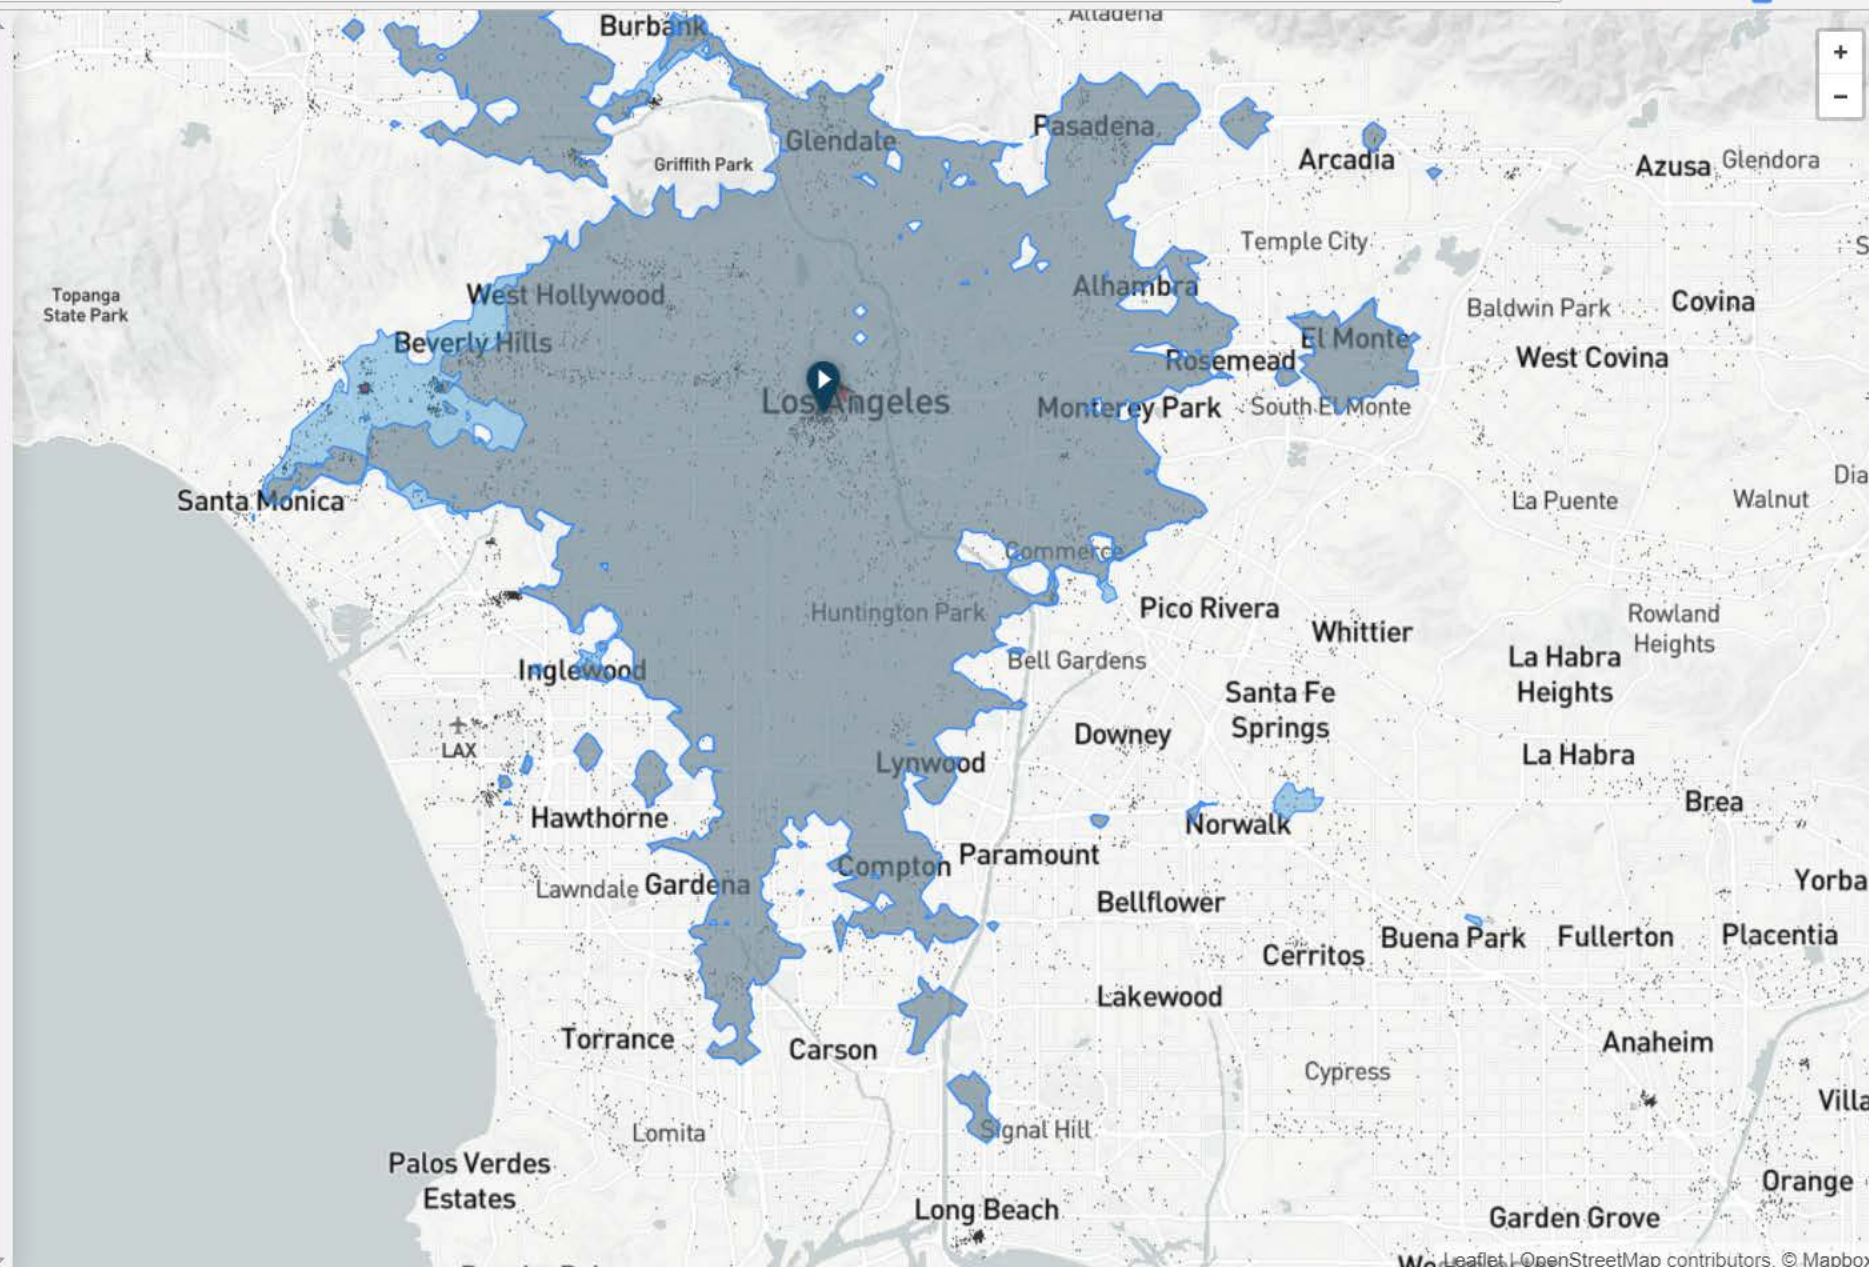 Altadena
Burbank
+
−
Pasadena
Glendale
Griffith Park
Arcadia
Azusa
Glendora
Temple City
S
Topanga
State Park
West Hollywood
Alhambra
Baldwin Park
Covina
Beverly Hills
El Monte
Rosemead
West Covina
Los Angeles
Monterey Park
South El Monte
Dia
Santa Monica
La Puente
Walnut
Commerce
Huntington Park
Pico Rivera
Whittier
Rowland
Heights
Inglewood
Bell Gardens
La Habra
Heights
Santa Fe
Springs
LAX
Downey
Lynwood
La Habra
Hawthorne
Norwalk
Brea
Compton
Paramount
Lawndale
Gardena
Yorba
Bellflower
Buena Park
Fullerton
Placentia
Cerritos
Lakewood
Torrance
Carson
Anaheim
Cypress
Villa
Lomita
Signal Hill
Palos Verdes
Estates
Orange
Long Beach
Garden Grove
Leaflet | OpenStreetMap contributors, © Mapbox